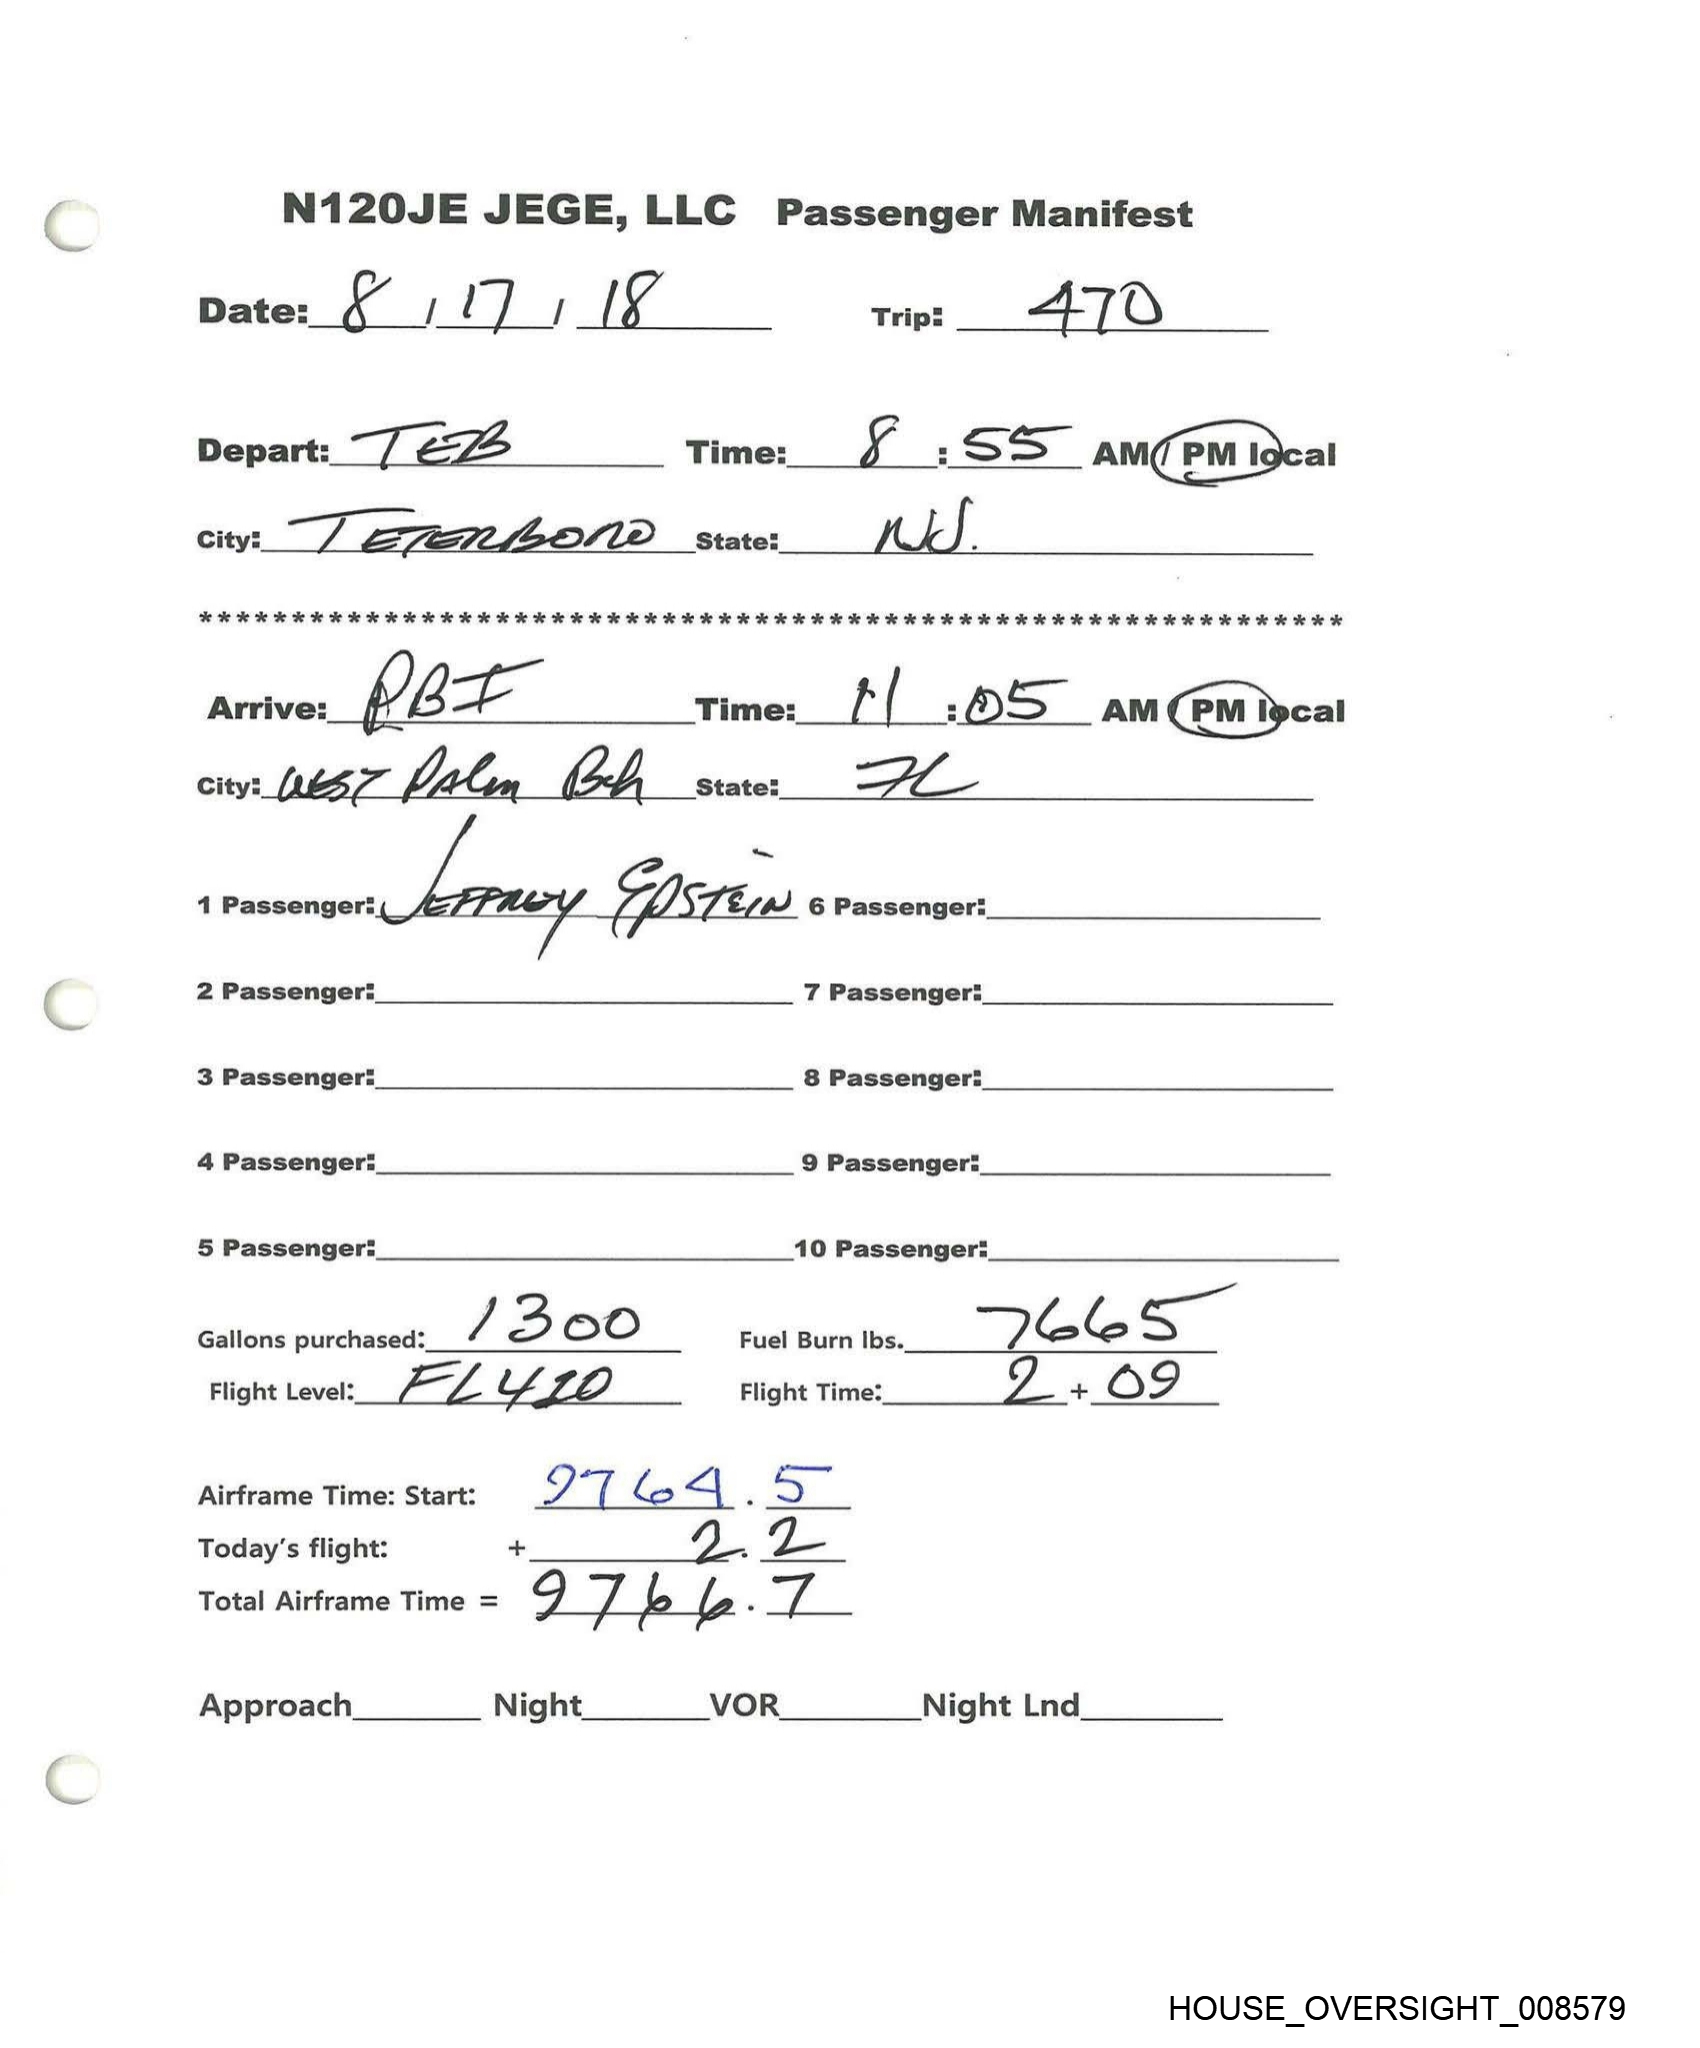 N120JE JEGE, LLC Passenger Manifest
Date: 8 / 17 / 18 Trip: 470
Depart: TEB Time: 8 : 55 AM / PM local
City: TETERBORO State: NJ.
**************************************************************
Arrive: PBI Time: 11 : 05 AM / PM local
City: WEST PALM Bch State: FL
1 Passenger: JEFFREY EPSTEIN 6 Passenger:
2 Passenger: 7 Passenger:
3 Passenger: 8 Passenger:
4 Passenger: 9 Passenger:
5 Passenger: 10 Passenger:
Gallons purchased: 1300 Fuel Burn lbs. 7665
Flight Level: FL410 Flight Time: 2 + 09
Airframe Time: Start: 9764.5
Today's flight: + 2.2
Total Airframe Time = 9766.7
Approach Night VOR Night Lnd
HOUSE_OVERSIGHT_008579